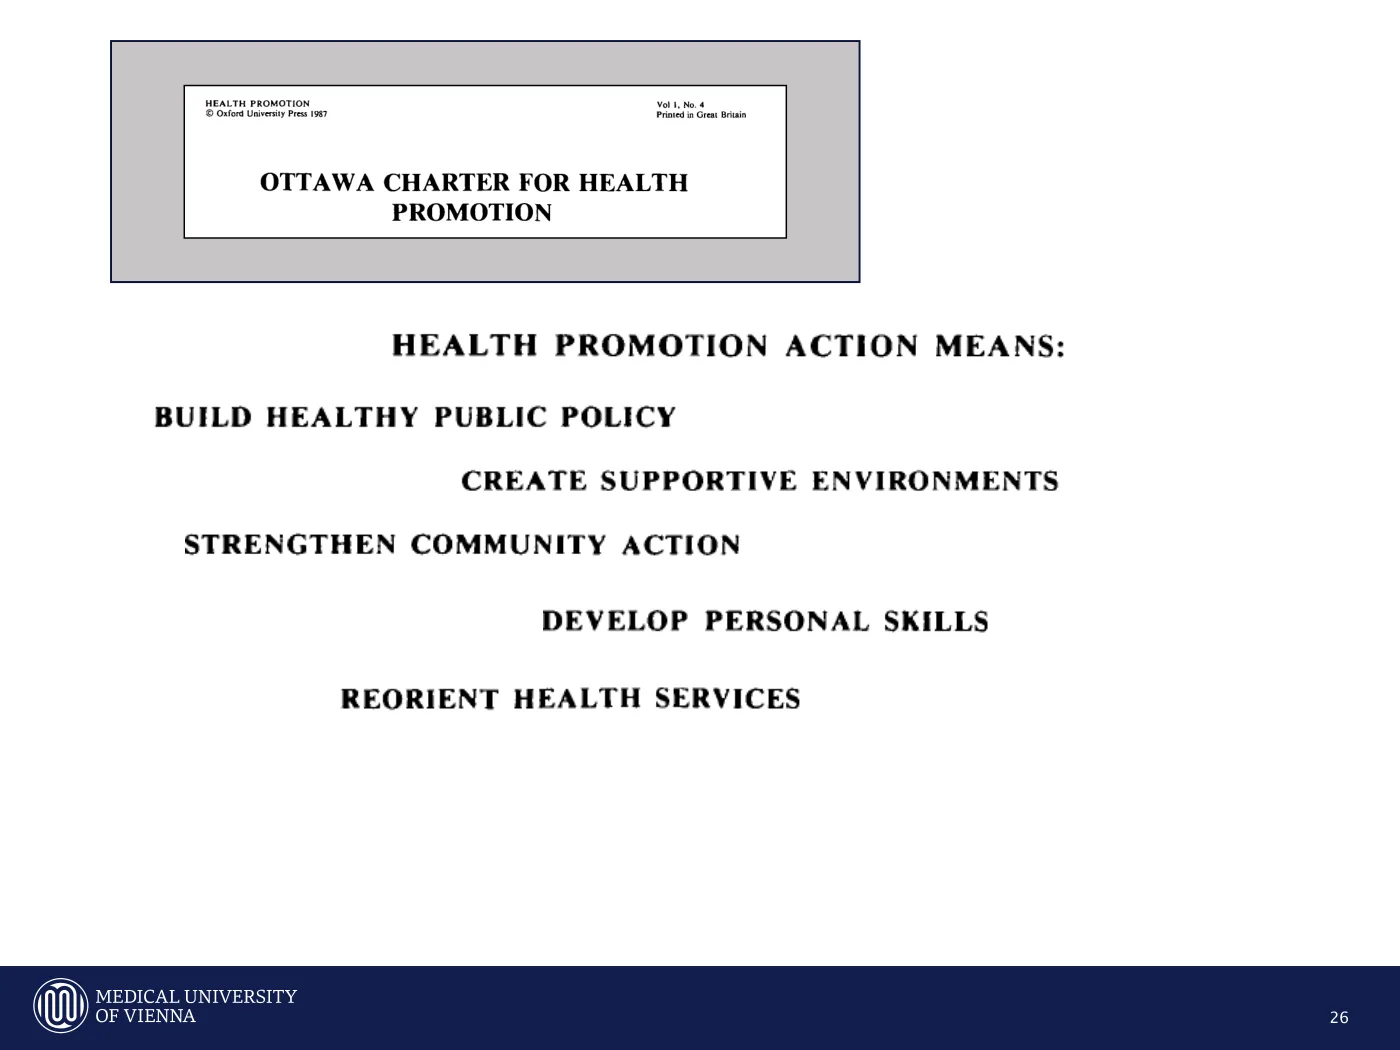 HEALTH PROMOTION
© Oxford University Press 1987
Vol 1, No. 4
Printed in Great Britain
OTTAWA CHARTER FOR HEALTH
PROMOTION
HEALTH PROMOTION ACTION MEANS:
BUILD HEALTHY PUBLIC POLICY
CREATE SUPPORTIVE ENVIRONMENTS
STRENGTHEN COMMUNITY ACTION
DEVELOP PERSONAL SKILLS
REORIENT HEALTH SERVICES
MEDICAL UNIVERSITY
OF VIENNA
26